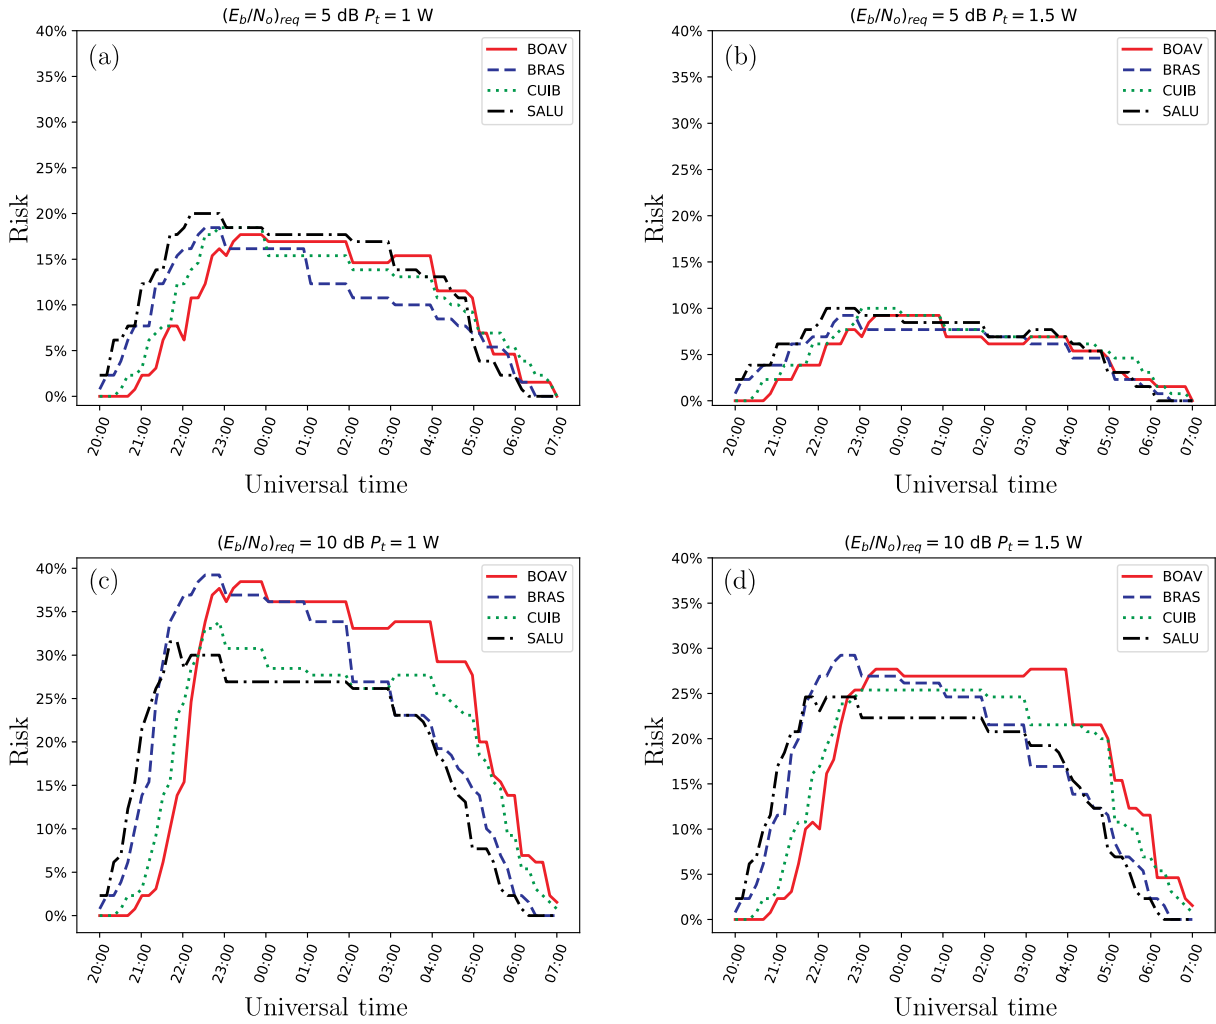 (E_b/N_o)_req = 5 dB P_t = 1 W
(a)
BOAV
BRAS
CUIB
SALU
40%
35%
30%
25%
20%
15%
10%
5%
0%
Risk
20:00
21:00
22:00
23:00
00:00
01:00
02:00
03:00
04:00
05:00
06:00
07:00
Universal time
(E_b/N_o)_req = 5 dB P_t = 1.5 W
(b)
BOAV
BRAS
CUIB
SALU
40%
35%
30%
25%
20%
15%
10%
5%
0%
Risk
20:00
21:00
22:00
23:00
00:00
01:00
02:00
03:00
04:00
05:00
06:00
07:00
Universal time
(E_b/N_o)_req = 10 dB P_t = 1 W
(c)
BOAV
BRAS
CUIB
SALU
40%
35%
30%
25%
20%
15%
10%
5%
0%
Risk
20:00
21:00
22:00
23:00
00:00
01:00
02:00
03:00
04:00
05:00
06:00
07:00
Universal time
(E_b/N_o)_req = 10 dB P_t = 1.5 W
(d)
BOAV
BRAS
CUIB
SALU
40%
35%
30%
25%
20%
15%
10%
5%
0%
Risk
20:00
21:00
22:00
23:00
00:00
01:00
02:00
03:00
04:00
05:00
06:00
07:00
Universal time